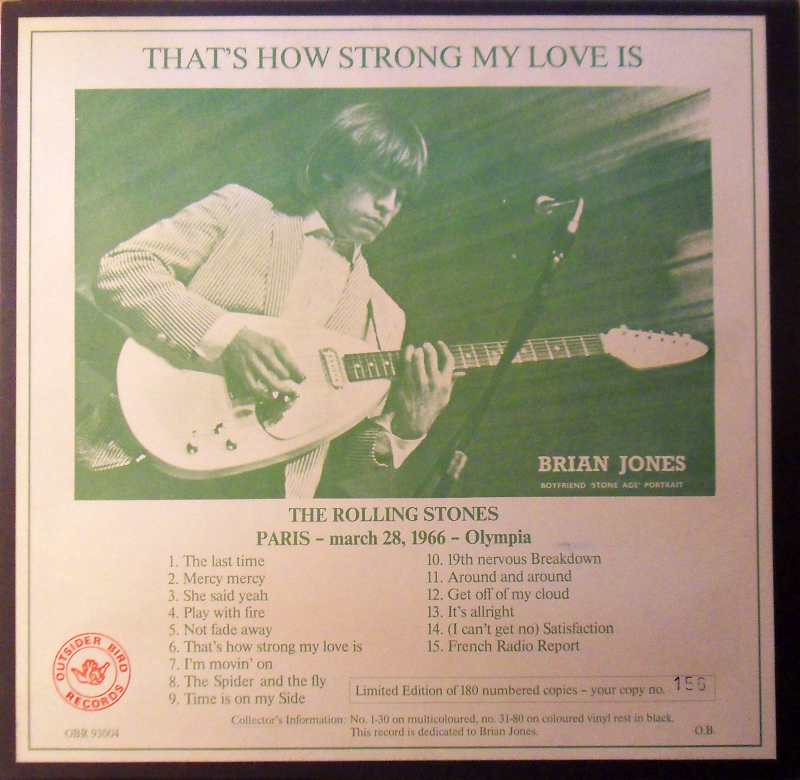 THAT'S HOW STRONG MY LOVE IS
BRIAN JONES
BOYFRIEND 'STONE AGE' PORTRAIT
THE ROLLING STONES
PARIS – march 28, 1966 – Olympia
1. The last time
2. Mercy mercy
3. She said yeah
4. Play with fire
5. Not fade away
6. That's how strong my love is
7. I'm movin' on
8. The Spider and the fly
9. Time is on my Side
10. 19th nervous Breakdown
11. Around and around
12. Get off of my cloud
13. It's allright
14. (I can't get no) Satisfaction
15. French Radio Report
OUTSIDER BIRD
RECORDS
Limited Edition of 180 numbered copies – your copy no. 156
Collector's Information: No. 1-30 on multicoloured, no. 31-80 on coloured vinyl rest in black.
This record is dedicated to Brian Jones.
OBR 93004
O.B.